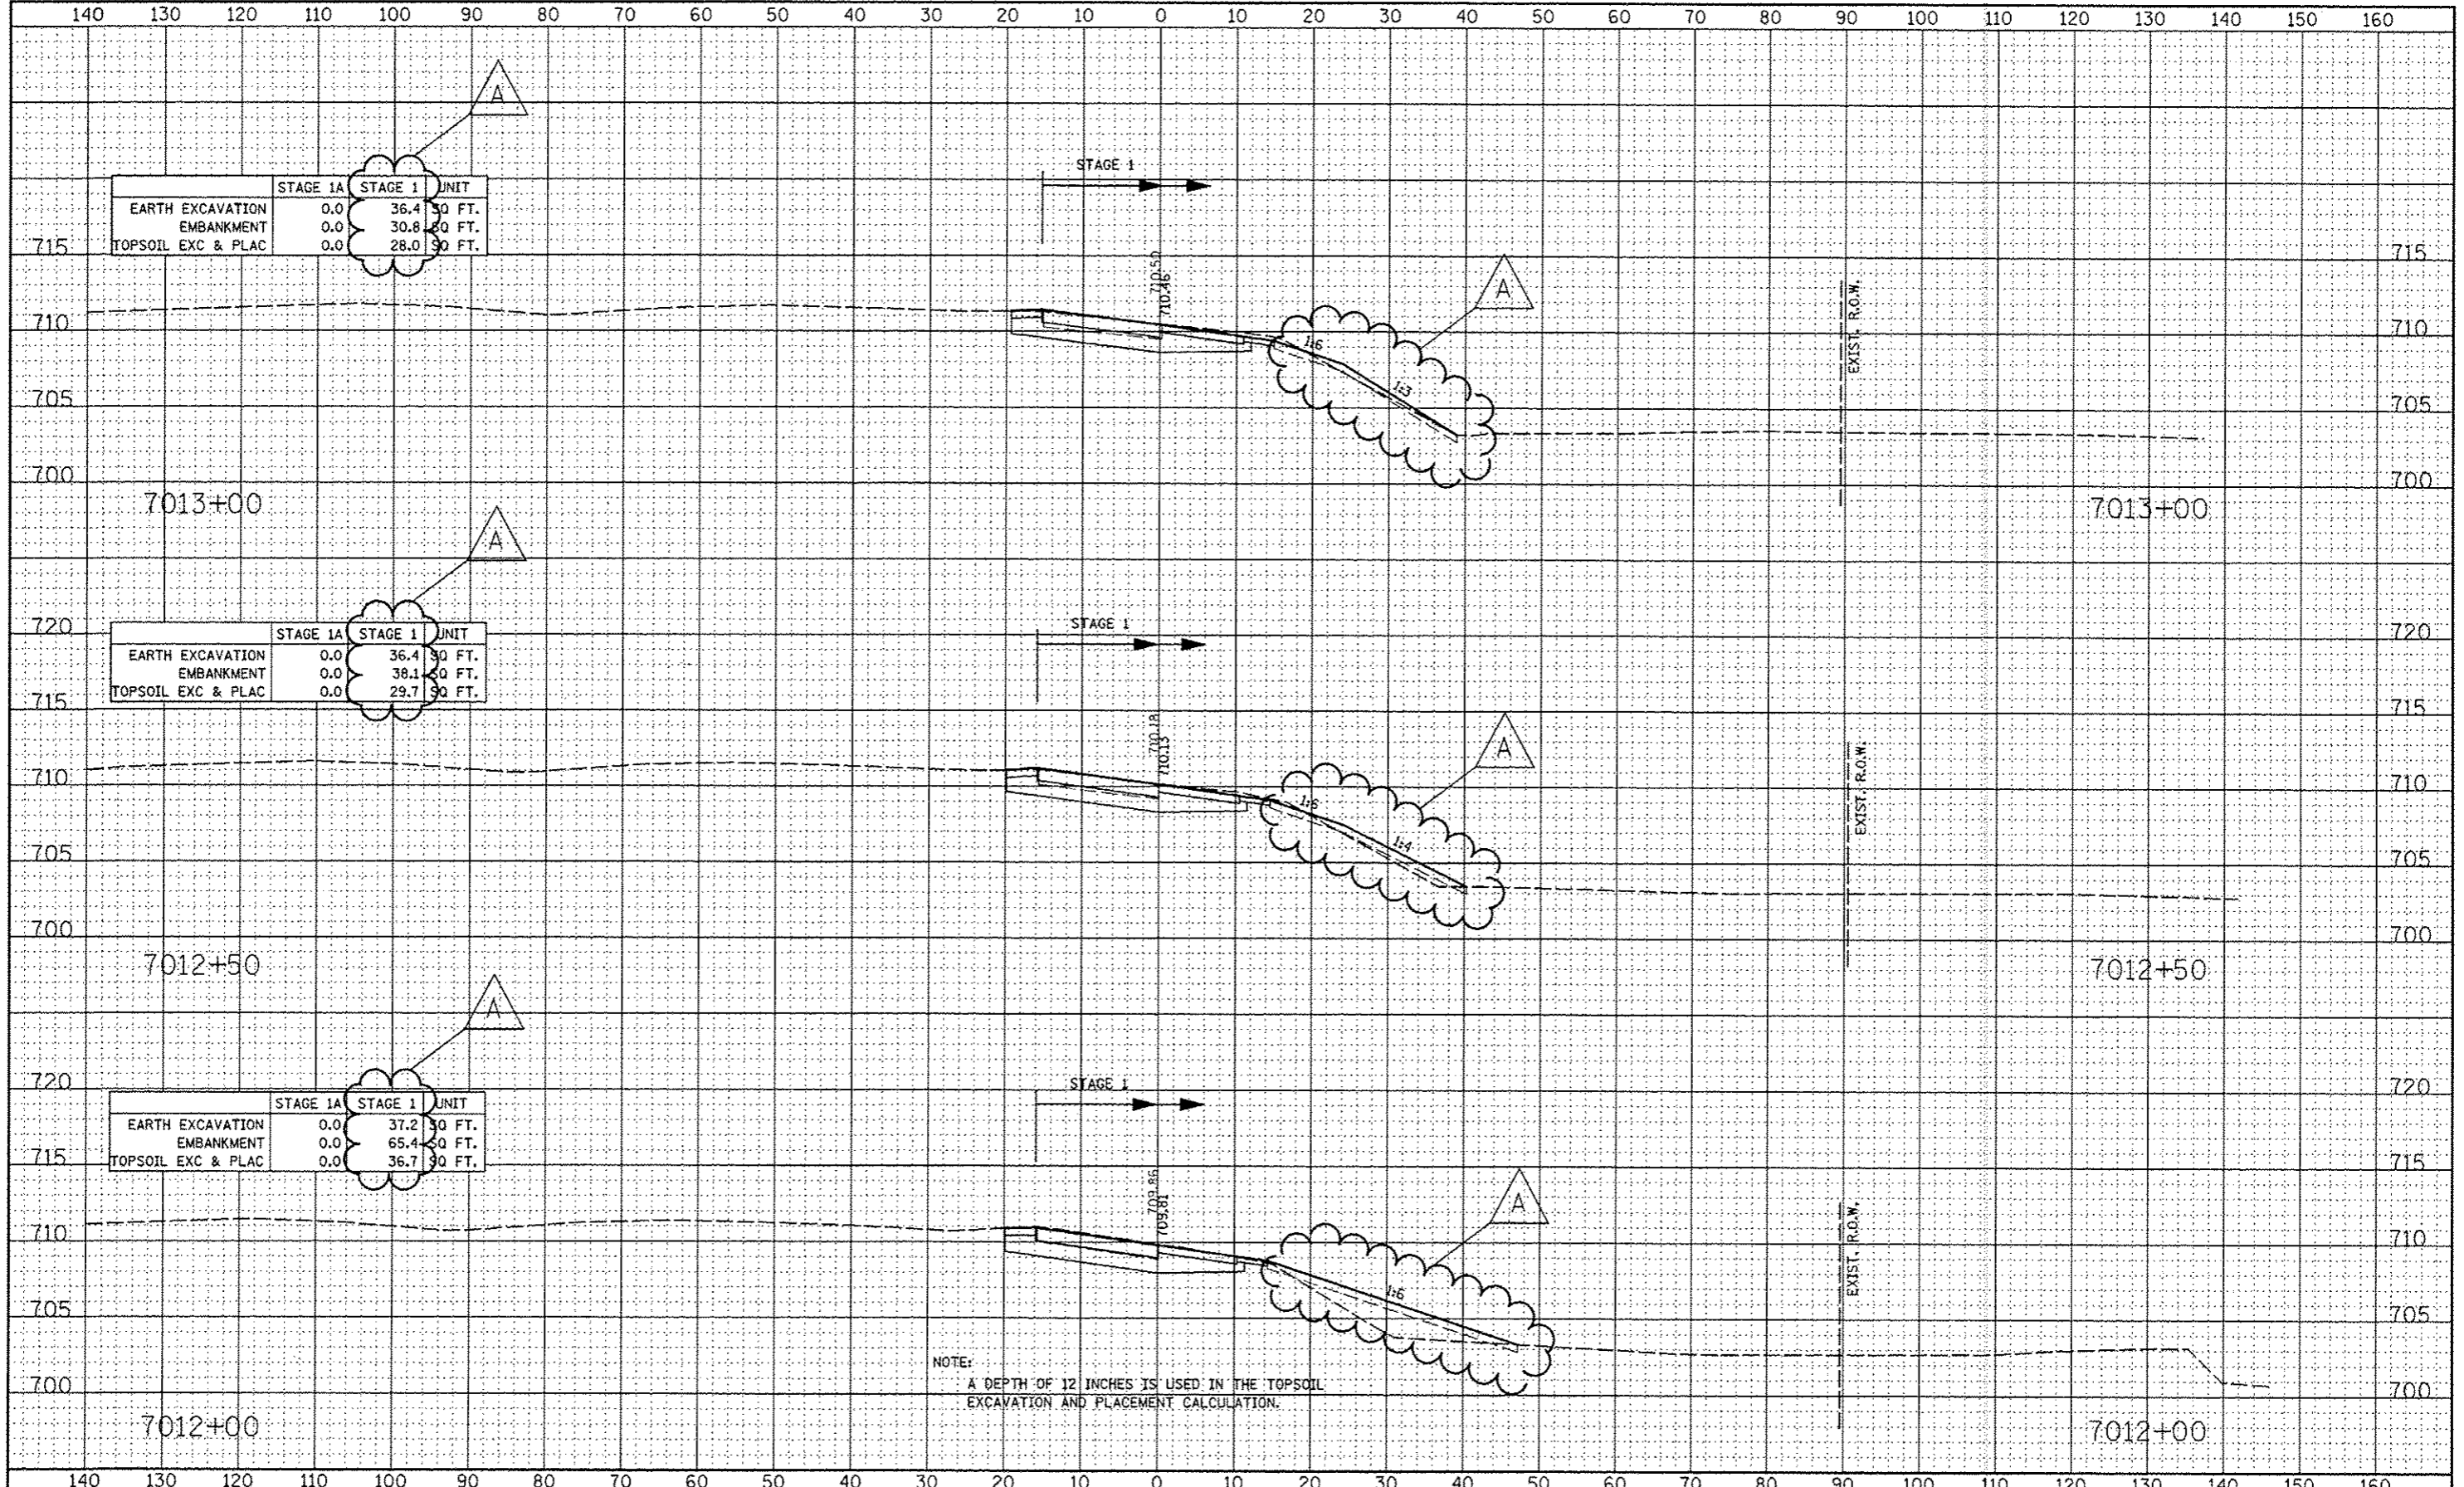 140 130 120 110 100 90 80 70 60 50 40 30 20 10 0 10 20 30 40 50 60 70 80 90 100 110 120 130 140 150 160
A
STAGE 1A STAGE 1 UNIT
EARTH EXCAVATION 0.0 36.4 SQ FT.
EMBANKMENT 0.0 30.8 SQ FT.
TOPSOIL EXC & PLAC 0.0 28.0 SQ FT.
STAGE 1
715 715
710.50
710.46
A
EXIST. R.O.W.
710 710
1:6
1:3
705 705
700 700
7013+00 7013+00
A
STAGE 1A STAGE 1 UNIT
EARTH EXCAVATION 0.0 36.4 SQ FT.
EMBANKMENT 0.0 38.1 SQ FT.
TOPSOIL EXC & PLAC 0.0 29.7 SQ FT.
STAGE 1
720 720
715 715
710.18
710.13
A
EXIST. R.O.W.
710 710
1:6
1:4
705 705
700 700
7012+50 7012+50
A
STAGE 1A STAGE 1 UNIT
EARTH EXCAVATION 0.0 37.2 SQ FT.
EMBANKMENT 0.0 65.4 SQ FT.
TOPSOIL EXC & PLAC 0.0 36.7 SQ FT.
STAGE 1
720 720
715 715
709.86
709.81
A
EXIST. R.O.W.
710 710
1:6
705 705
NOTE:
A DEPTH OF 12 INCHES IS USED IN THE TOPSOIL
EXCAVATION AND PLACEMENT CALCULATION.
700 700
7012+00 7012+00
140 130 120 110 100 90 80 70 60 50 40 30 20 10 0 10 20 30 40 50 60 70 80 90 100 110 120 130 140 150 160